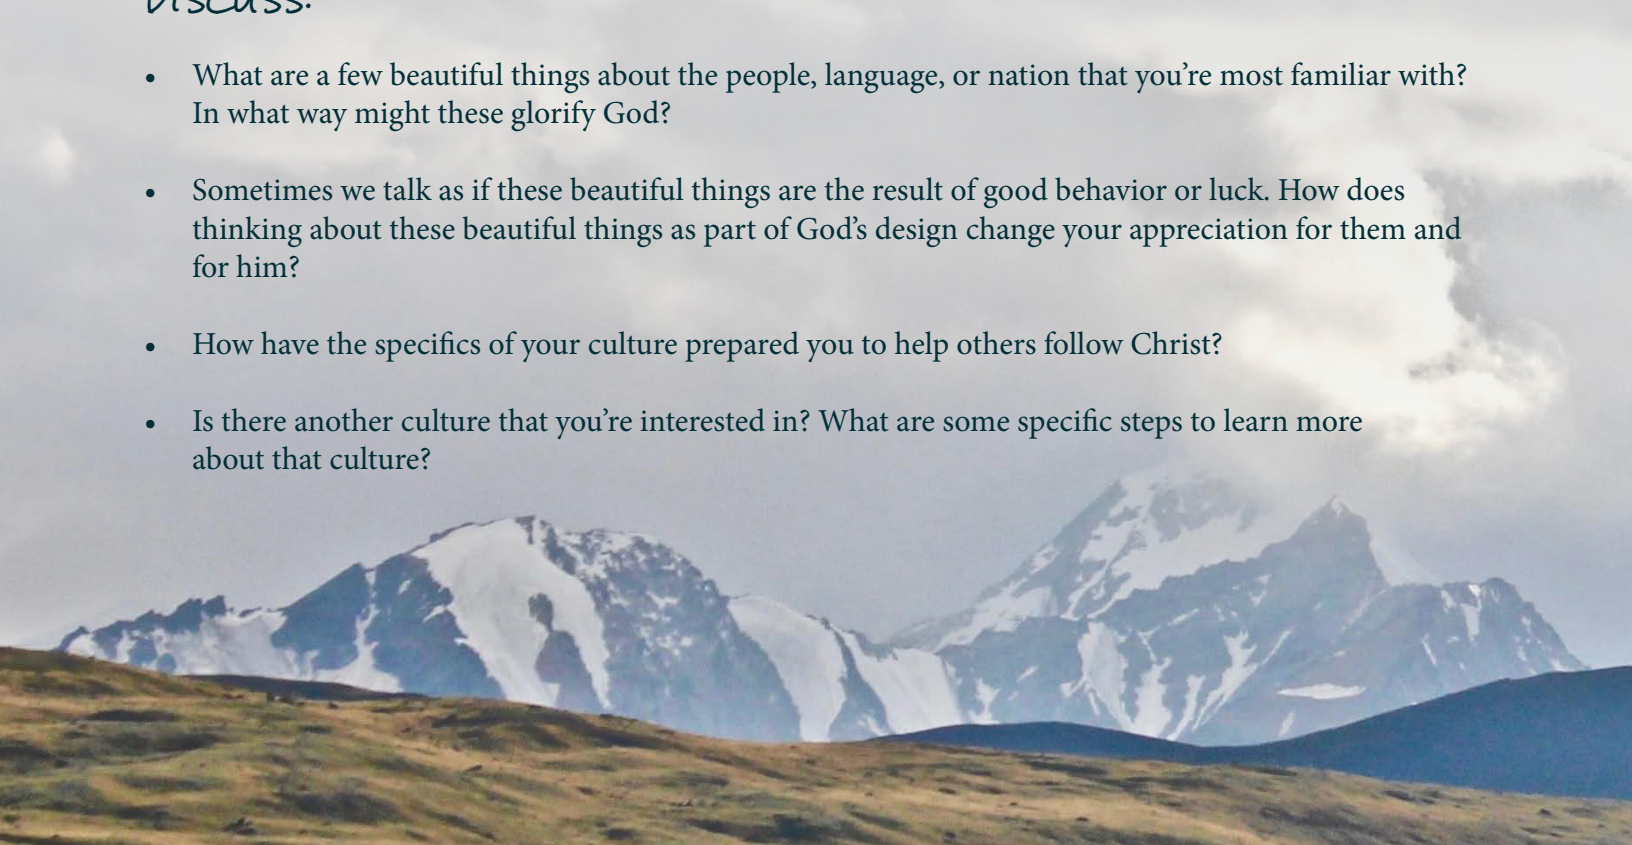 Discuss:
• What are a few beautiful things about the people, language, or nation that you’re most familiar with?
In what way might these glorify God?
• Sometimes we talk as if these beautiful things are the result of good behavior or luck. How does
thinking about these beautiful things as part of God’s design change your appreciation for them and
for him?
• How have the specifics of your culture prepared you to help others follow Christ?
• Is there another culture that you’re interested in? What are some specific steps to learn more
about that culture?